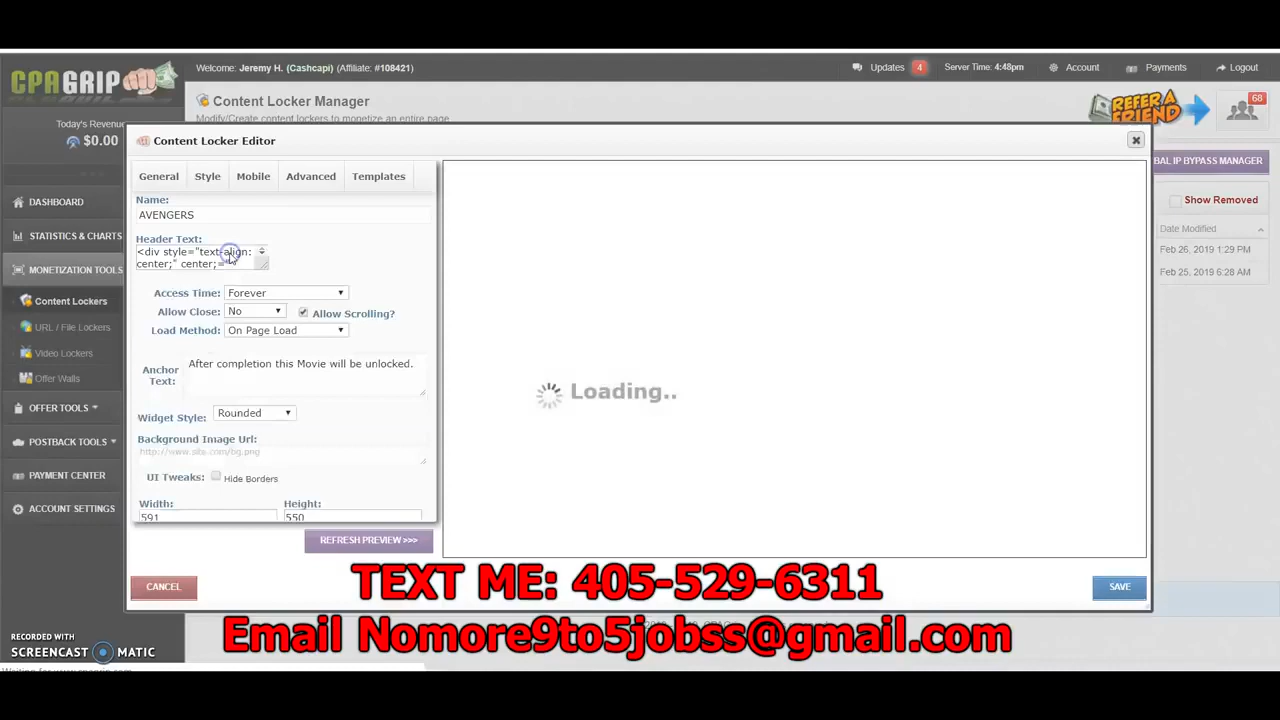 CPAGRIP
Welcome: Jeremy H. (Cashcapi) (Affiliate: #108421)
Updates 4
Server Time: 4:48pm
Account
Payments
Logout
Content Locker Manager
Modify/Create content lockers to monetize an entire page
REFER A FRIEND
68
Today's Revenu
$0.00
Content Locker Editor
BAL IP BYPASS MANAGER
General Style Mobile Advanced Templates
Show Removed
Name:
AVENGERS
DASHBOARD
Date Modified
STATISTICS & CHARTS
Header Text:
<div style="text-align:
center;" center;=
Feb 26, 2019 1:29 PM
MONETIZATION TOOLS
Feb 25, 2019 6:28 AM
Content Lockers
Access Time: Forever
Allow Close: No Allow Scrolling?
URL / File Lockers
Load Method: On Page Load
Video Lockers
After completion this Movie will be unlocked.
Anchor
Text:
Offer Walls
Loading..
OFFER TOOLS
Widget Style: Rounded
POSTBACK TOOLS
Background Image Url:
http://www.site.com/bg.png
PAYMENT CENTER
UI Tweaks: Hide Borders
ACCOUNT SETTINGS
Width: Height:
591 550
REFRESH PREVIEW >>>
CANCEL
SAVE
TEXT ME: 405-529-6311
Email Nomore9to5jobss@gmail.com
RECORDED WITH
SCREENCAST MATIC